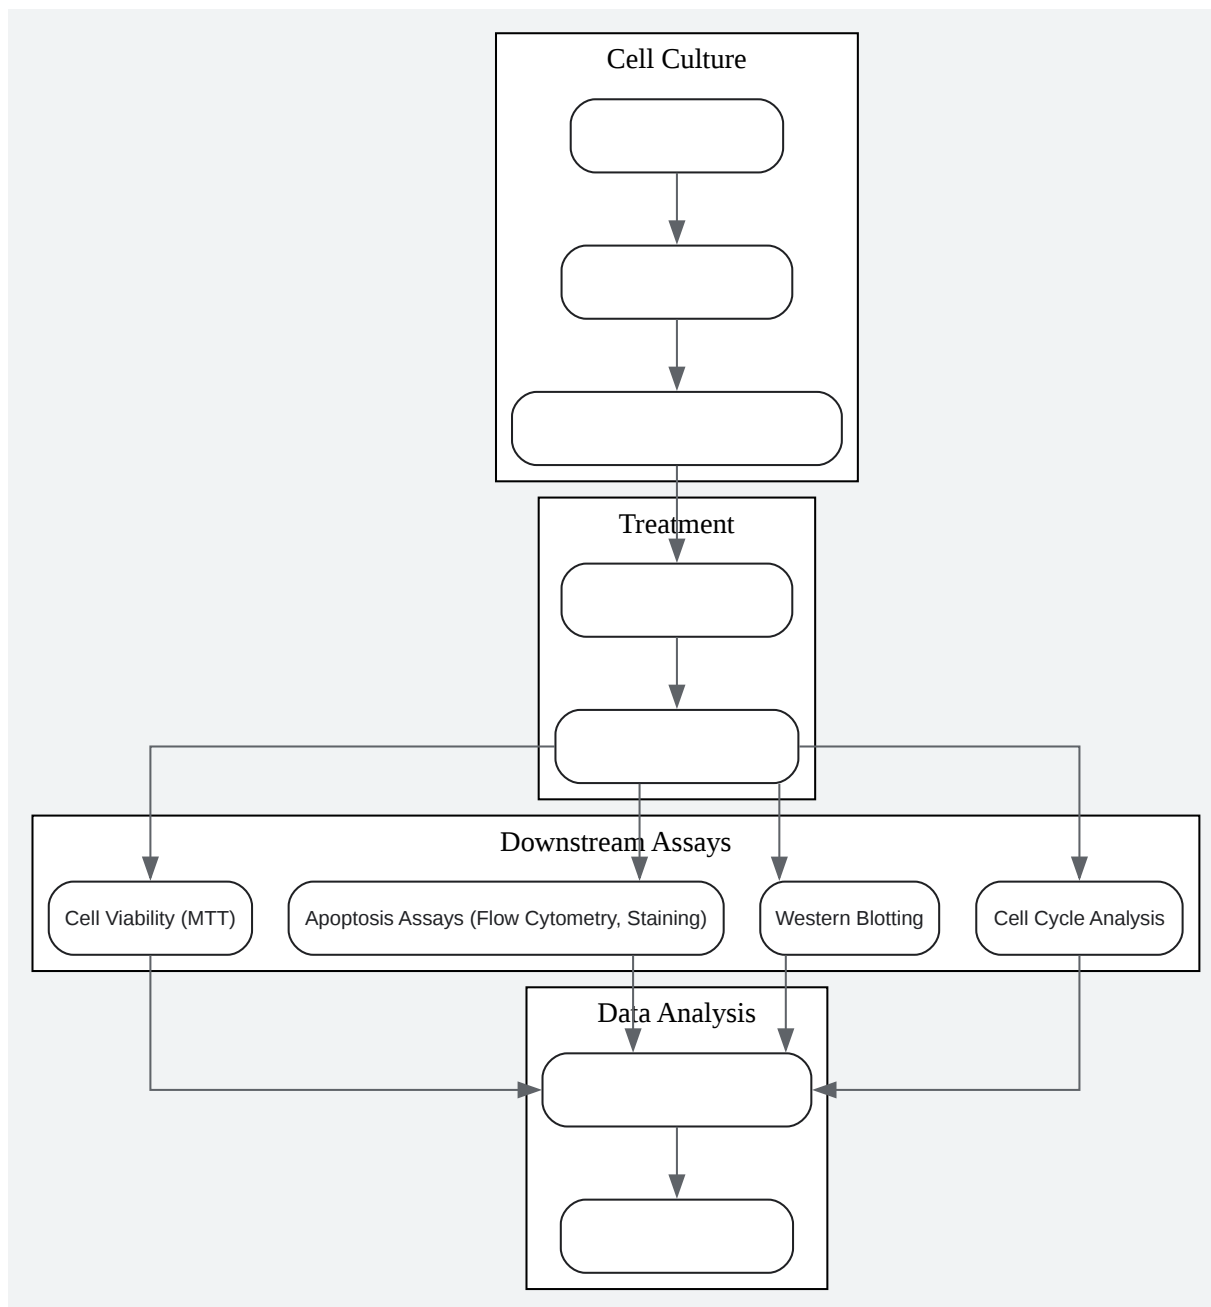 Cell Culture
Treatment
Downstream Assays
Cell Viability (MTT)
Apoptosis Assays (Flow Cytometry, Staining)
Western Blotting
Cell Cycle Analysis
Data Analysis